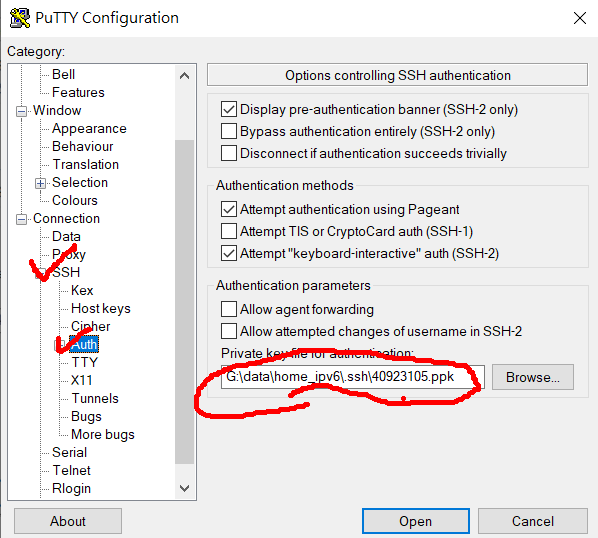 PuTTY Configuration
Category:
Bell
Features
Window
Appearance
Behaviour
Translation
Selection
Colours
Connection
Data
Proxy
SSH
Kex
Host keys
Cipher
Auth
TTY
X11
Tunnels
Bugs
More bugs
Serial
Telnet
Rlogin
Options controlling SSH authentication
Display pre-authentication banner (SSH-2 only)
Bypass authentication entirely (SSH-2 only)
Disconnect if authentication succeeds trivially
Authentication methods
Attempt authentication using Pageant
Attempt TIS or CryptoCard auth (SSH-1)
Attempt "keyboard-interactive" auth (SSH-2)
Authentication parameters
Allow agent forwarding
Allow attempted changes of username in SSH-2
Private key file for authentication:
G:\data\home_ipv6\.ssh\40923105.ppk
Browse...
About
Open
Cancel